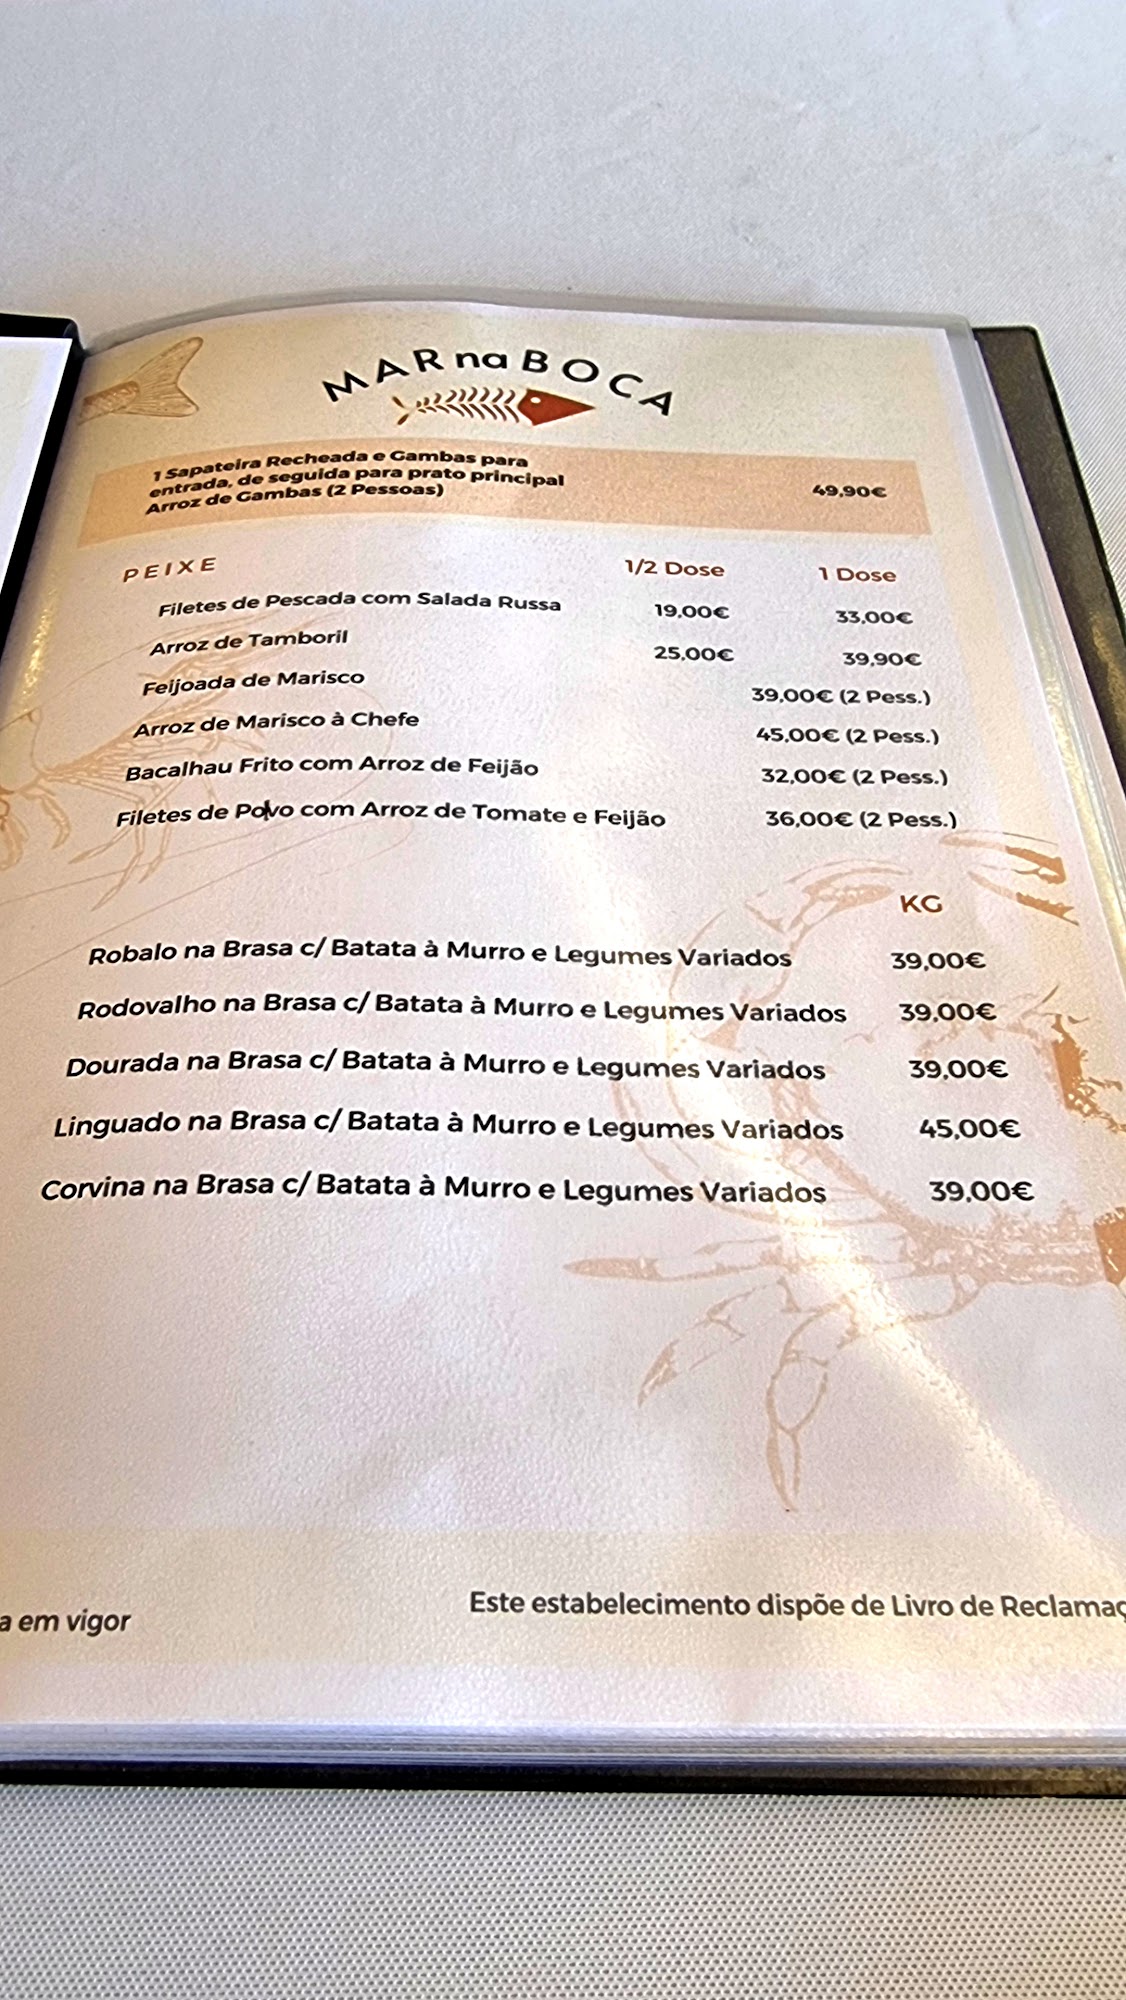 MAR na BOCA
1 Sapateira Recheada e Gambas para
entrada, de seguida para prato principal
Arroz de Gambas (2 Pessoas) 49,90€
PEIXE 1/2 Dose 1 Dose
Filetes de Pescada com Salada Russa 19,00€ 33,00€
Arroz de Tamboril 25,00€ 39,90€
Feijoada de Marisco 39,00€ (2 Pess.)
Arroz de Marisco à Chefe 45,00€ (2 Pess.)
Bacalhau Frito com Arroz de Feijão 32,00€ (2 Pess.)
Filetes de Polvo com Arroz de Tomate e Feijão 36,00€ (2 Pess.)
KG
Robalo na Brasa c/ Batata à Murro e Legumes Variados 39,00€
Rodovalho na Brasa c/ Batata à Murro e Legumes Variados 39,00€
Dourada na Brasa c/ Batata à Murro e Legumes Variados 39,00€
Linguado na Brasa c/ Batata à Murro e Legumes Variados 45,00€
Corvina na Brasa c/ Batata à Murro e Legumes Variados 39,00€
a em vigor Este estabelecimento dispõe de Livro de Reclamaç